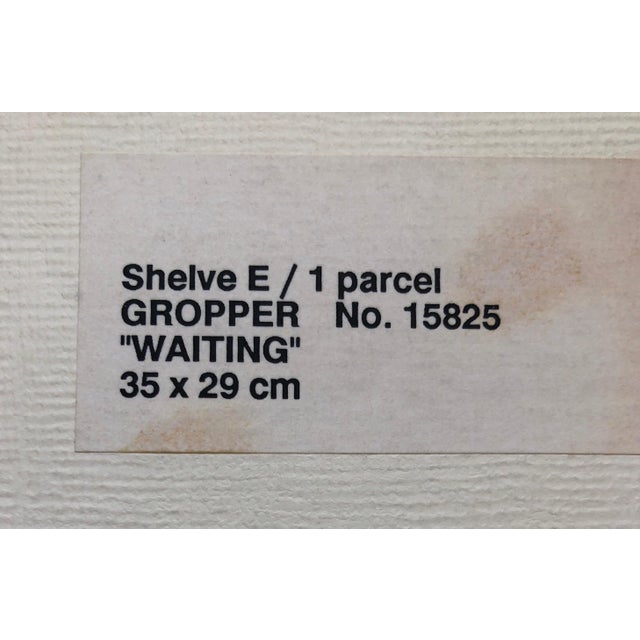 Shelve E / 1 parcel
GROPPER No. 15825
"WAITING"
35 x 29 cm